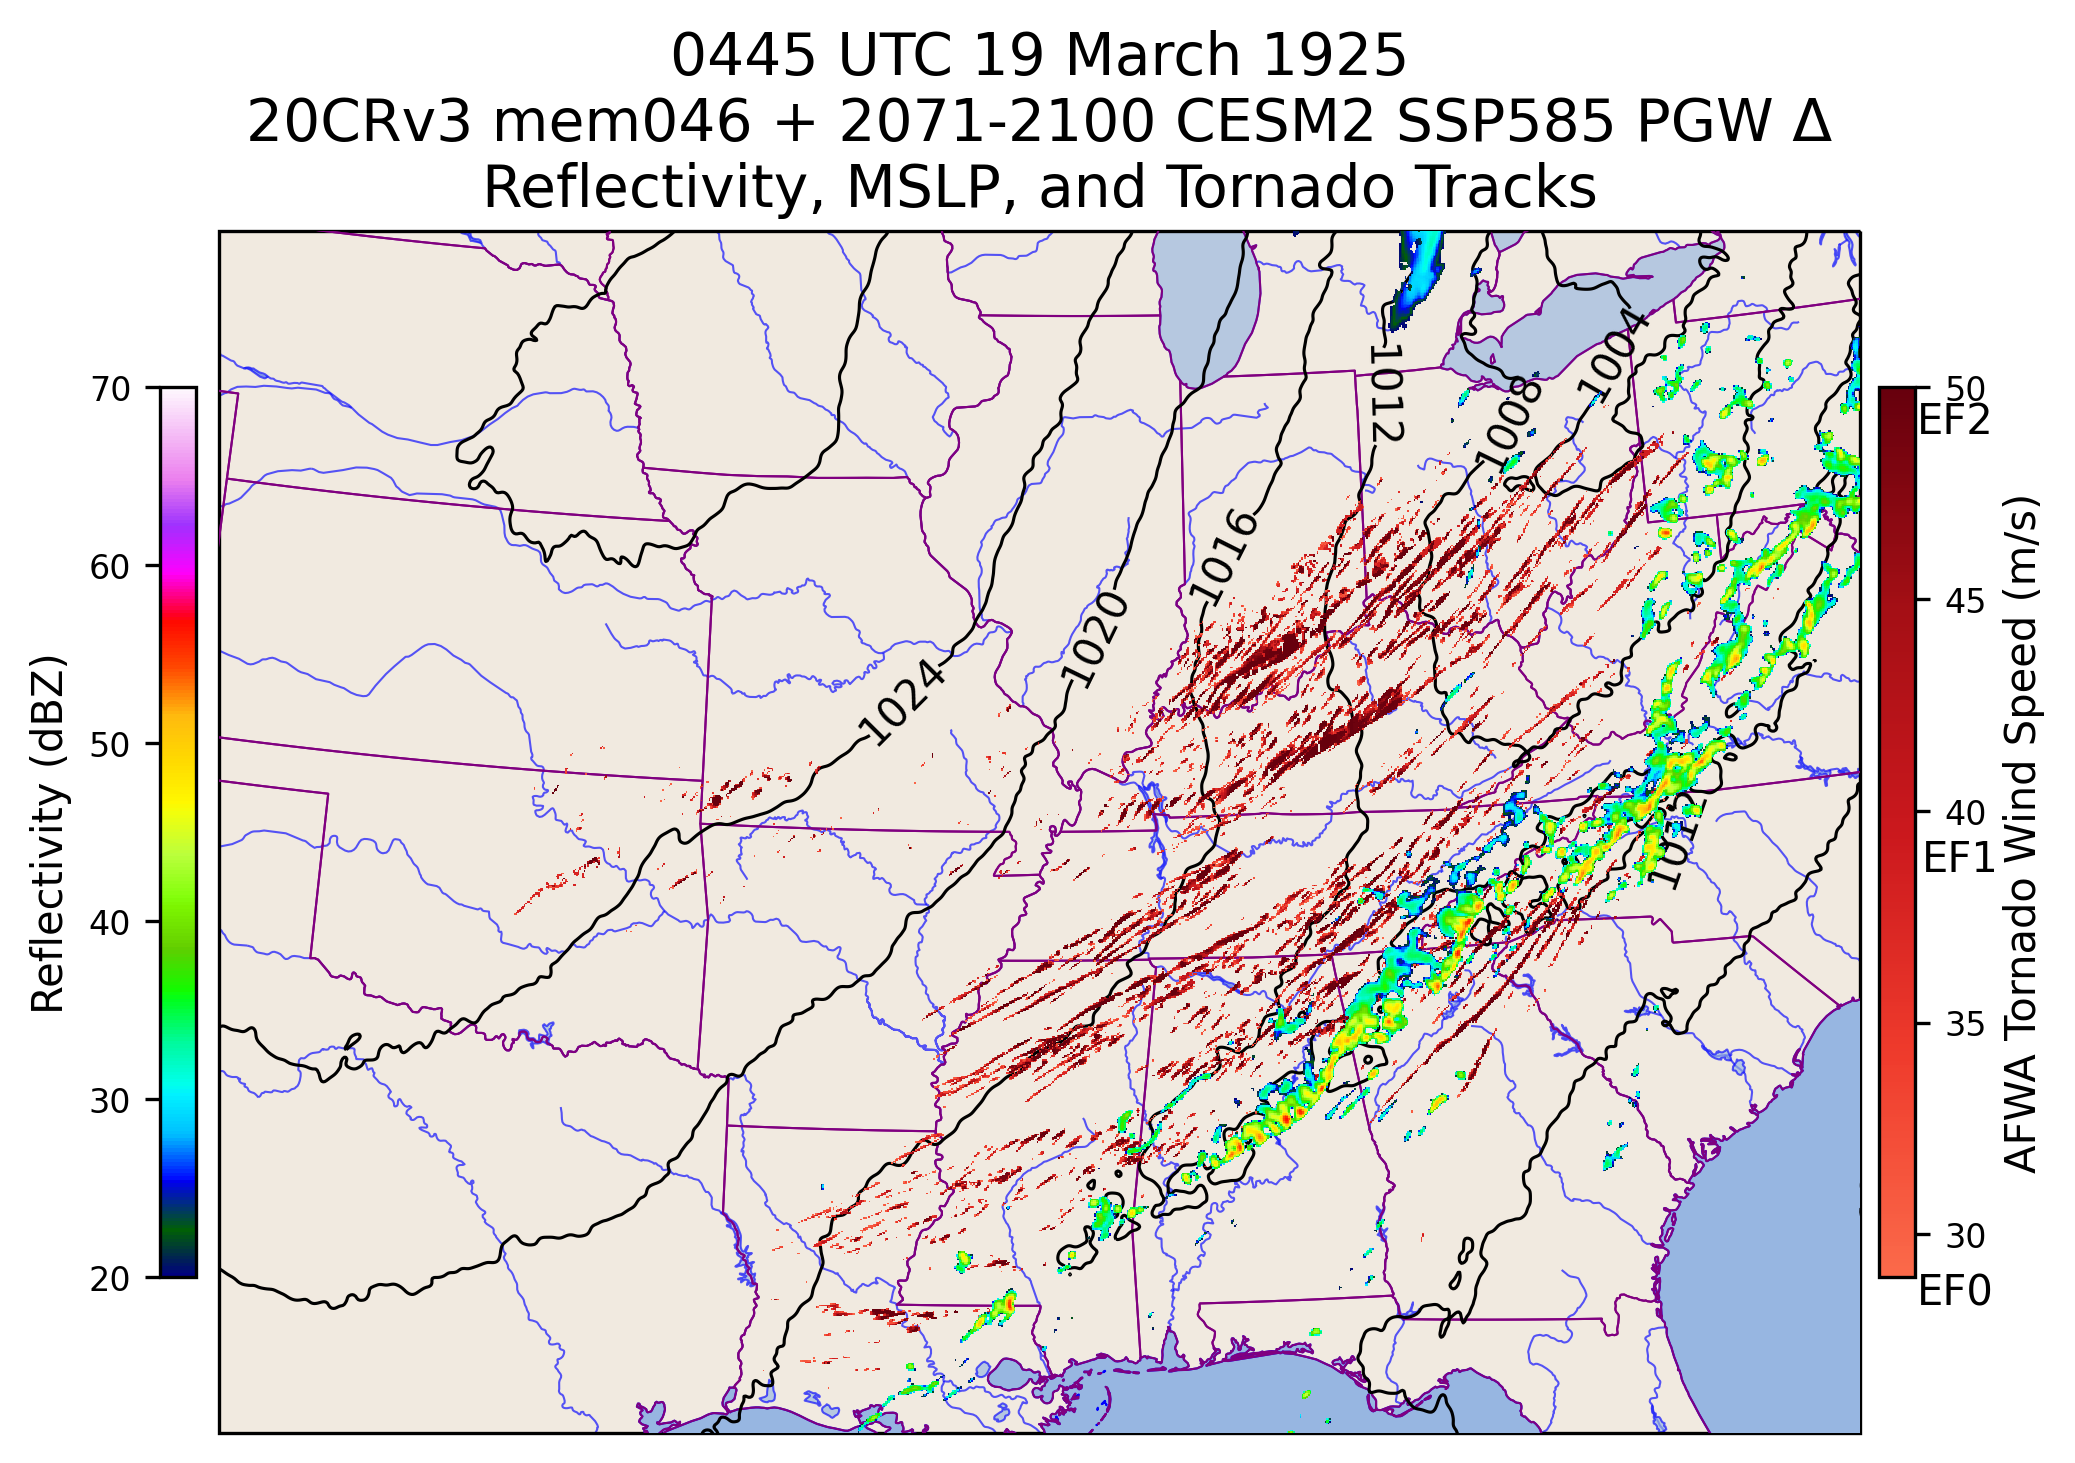 0445 UTC 19 March 1925
20CRv3 mem046 + 2071-2100 CESM2 SSP585 PGW Δ
Reflectivity, MSLP, and Tornado Tracks
70
60
50
40
30
20
Reflectivity (dBZ)
1004
1008
1012
1016
1020
1024
1012
50
EF2
45
40
EF1
35
30
EF0
AFWA Tornado Wind Speed (m/s)